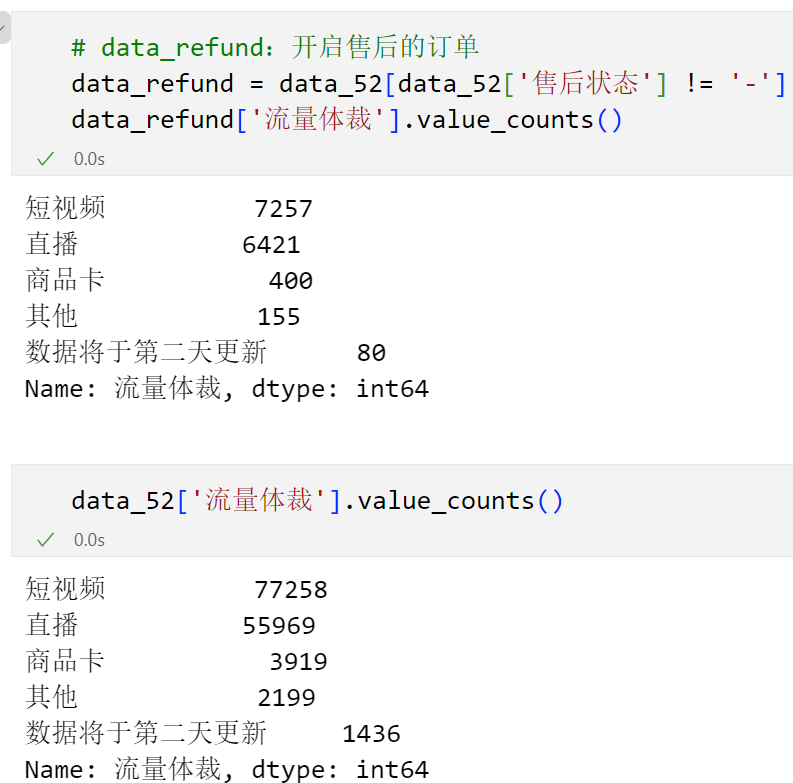 # data_refund：开启售后的订单
data_refund = data_52[data_52['售后状态'] != '-']
data_refund['流量体裁'].value_counts()
0.0s
短视频 7257
直播 6421
商品卡 400
其他 155
数据将于第二天更新 80
Name: 流量体裁, dtype: int64
data_52['流量体裁'].value_counts()
0.0s
短视频 77258
直播 55969
商品卡 3919
其他 2199
数据将于第二天更新 1436
Name: 流量体裁, dtype: int64